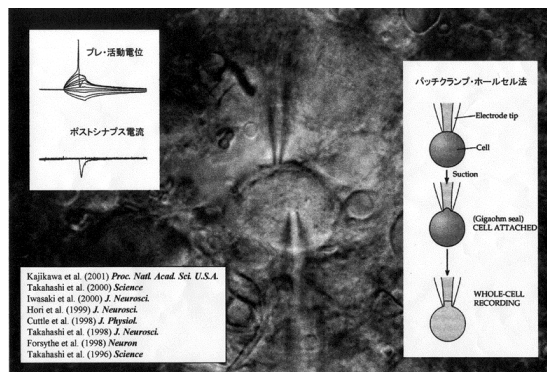 プレ・活動電位
ポストシナプス電流
パッチクランプ・ホールセル法
Electrode tip
Cell
Suction
(Gigaohm seal)
CELL ATTACHED
WHOLE-CELL
RECORDING
Kajikawa et al. (2001) Proc. Natl. Acad. Sci. U.S.A.
Takahashi et al. (2000) Science
Iwasaki et al. (2000) J. Neurosci.
Hori et al. (1999) J. Neurosci.
Cuttle et al. (1998) J. Physiol.
Takahashi et al. (1998) J. Neurosci.
Forsythe et al. (1998) Neuron
Takahashi et al. (1996) Science